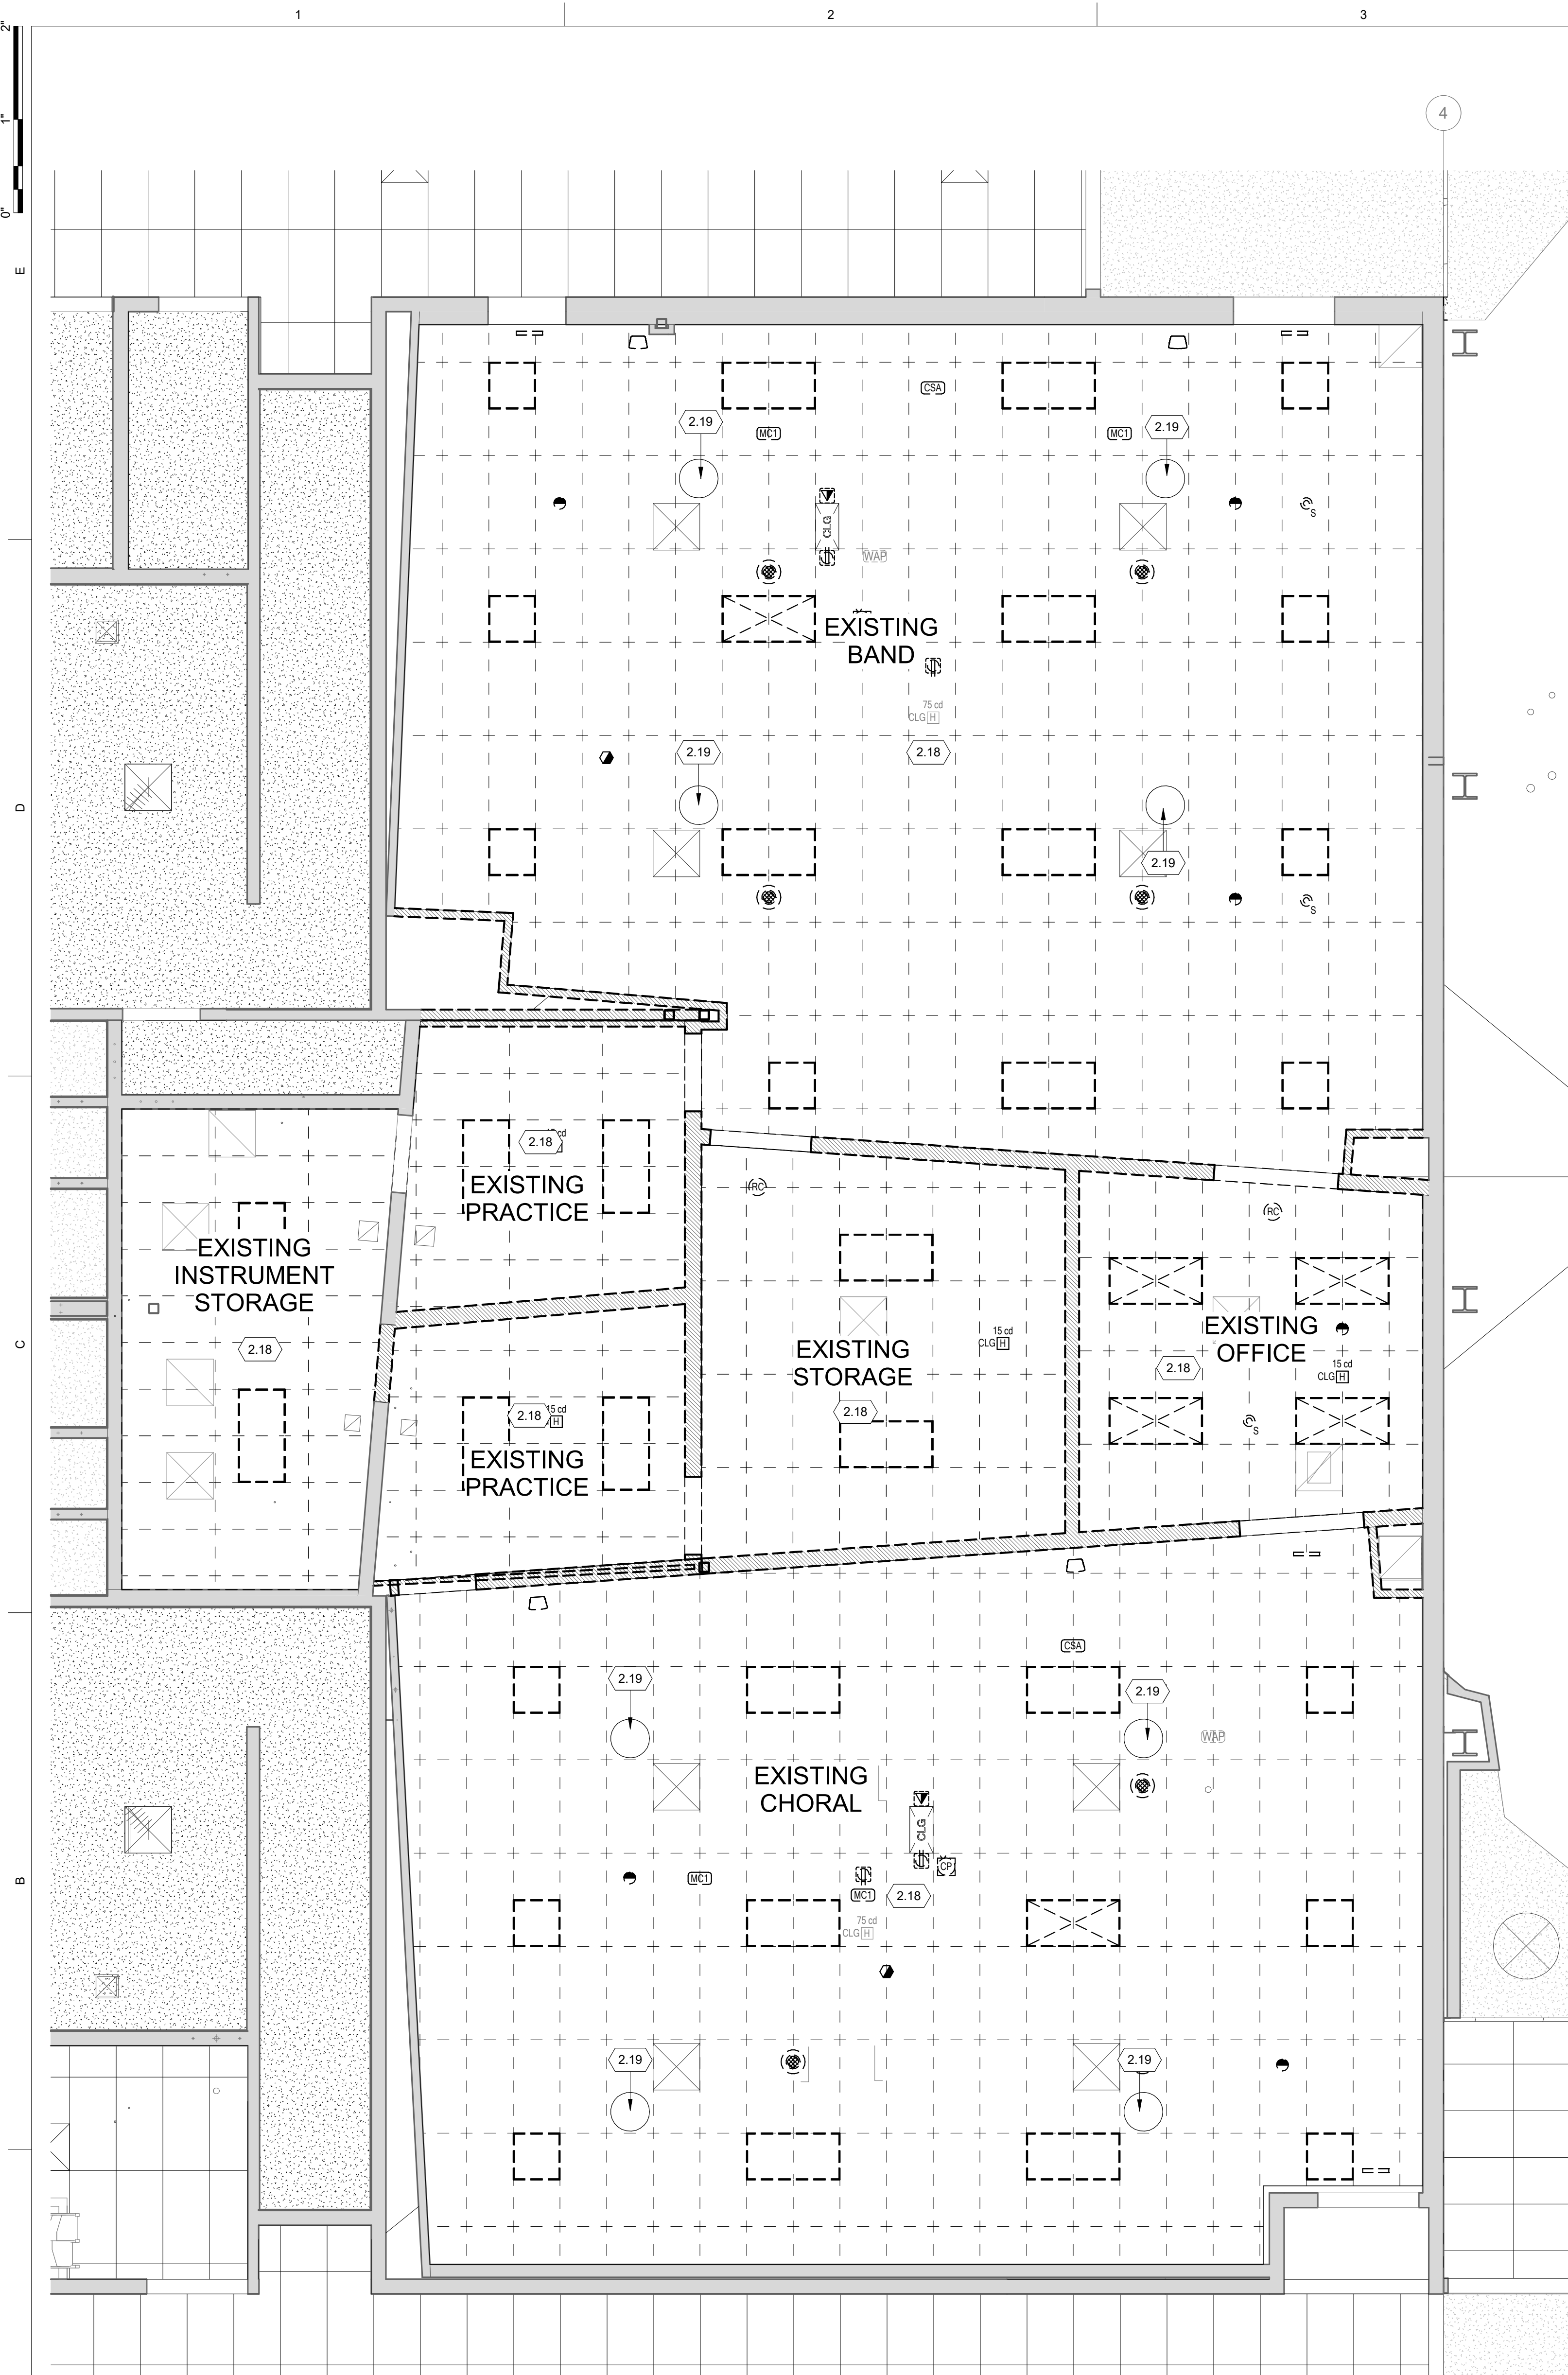 1
2
3
2"
1"
0"
4
E
CSA
2.19
2.19
MC1
MC1
CLG
S
WAP
EXISTING
BAND
75 cd
CLG H
2.19
2.18
D
2.19
S
2.18
cd
EXISTING
PRACTICE
RC
RC
EXISTING
INSTRUMENT
STORAGE
2.18
C
15 cd
CLG H
EXISTING
STORAGE
2.18
EXISTING
OFFICE
2.18
15 cd
CLG H
S
2.18
15 cd
H
EXISTING
PRACTICE
CSA
2.19
2.19
WAP
EXISTING
CHORAL
CLG
CP
B
MC1
MC1
2.18
75 cd
CLG H
2.19
2.19